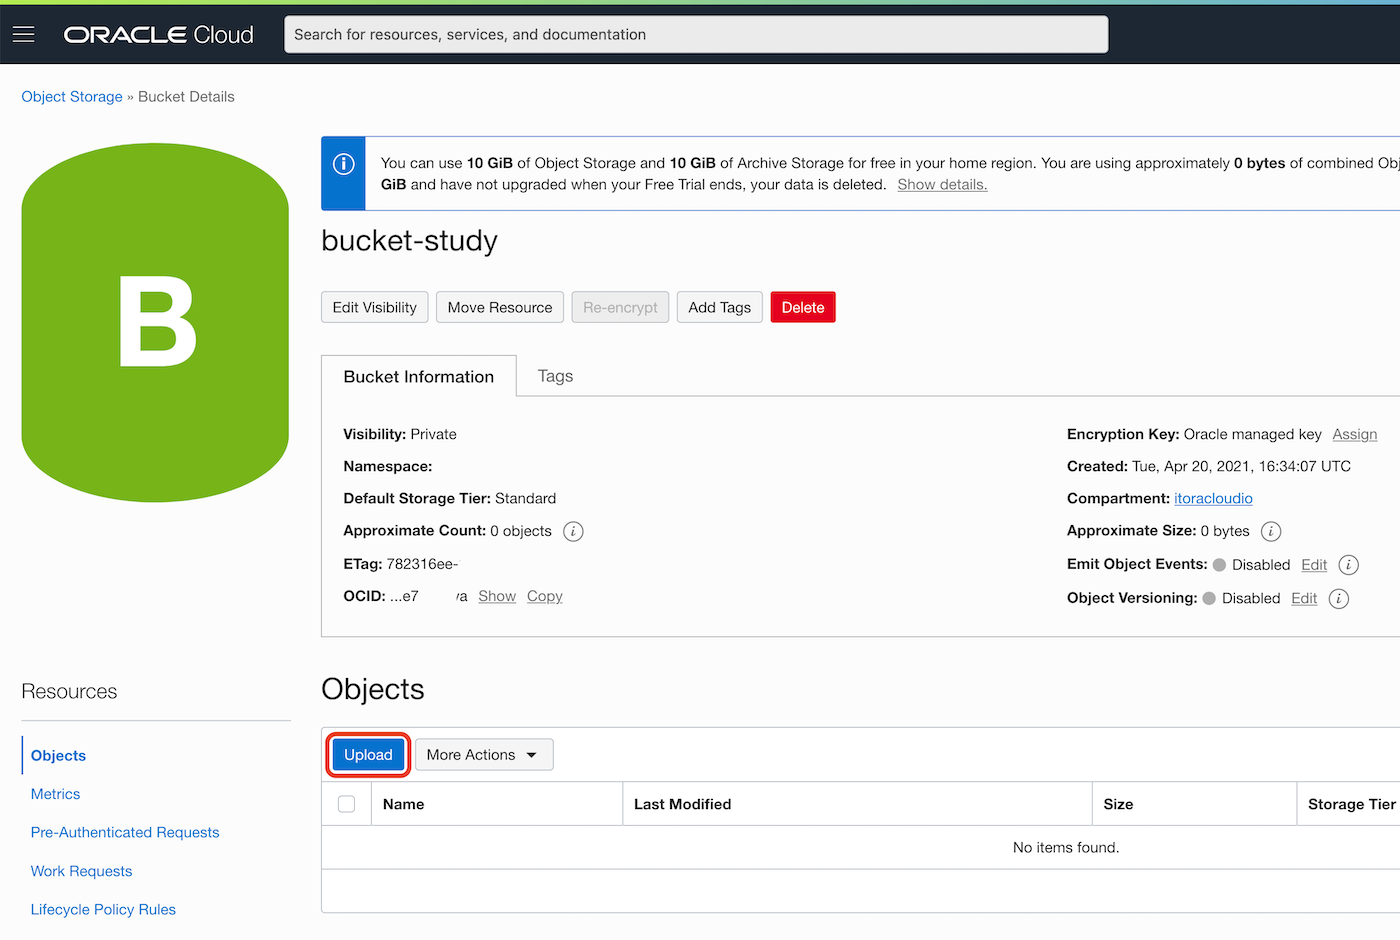 ORACLE Cloud
Search for resources, services, and documentation
Object Storage » Bucket Details
B
You can use 10 GiB of Object Storage and 10 GiB of Archive Storage for free in your home region. You are using approximately 0 bytes of combined Obj
GiB and have not upgraded when your Free Trial ends, your data is deleted. Show details.
bucket-study
Edit Visibility Move Resource Re-encrypt Add Tags Delete
Bucket Information Tags
Visibility: Private
Namespace:
Default Storage Tier: Standard
Approximate Count: 0 objects i
ETag: 782316ee-
OCID: ...e7 va Show Copy
Encryption Key: Oracle managed key Assign
Created: Tue, Apr 20, 2021, 16:34:07 UTC
Compartment: itoracloudio
Approximate Size: 0 bytes i
Emit Object Events: Disabled Edit i
Object Versioning: Disabled Edit i
Resources
Objects
Metrics
Pre-Authenticated Requests
Work Requests
Lifecycle Policy Rules
Objects
Upload More Actions
Name Last Modified Size Storage Tier
No items found.